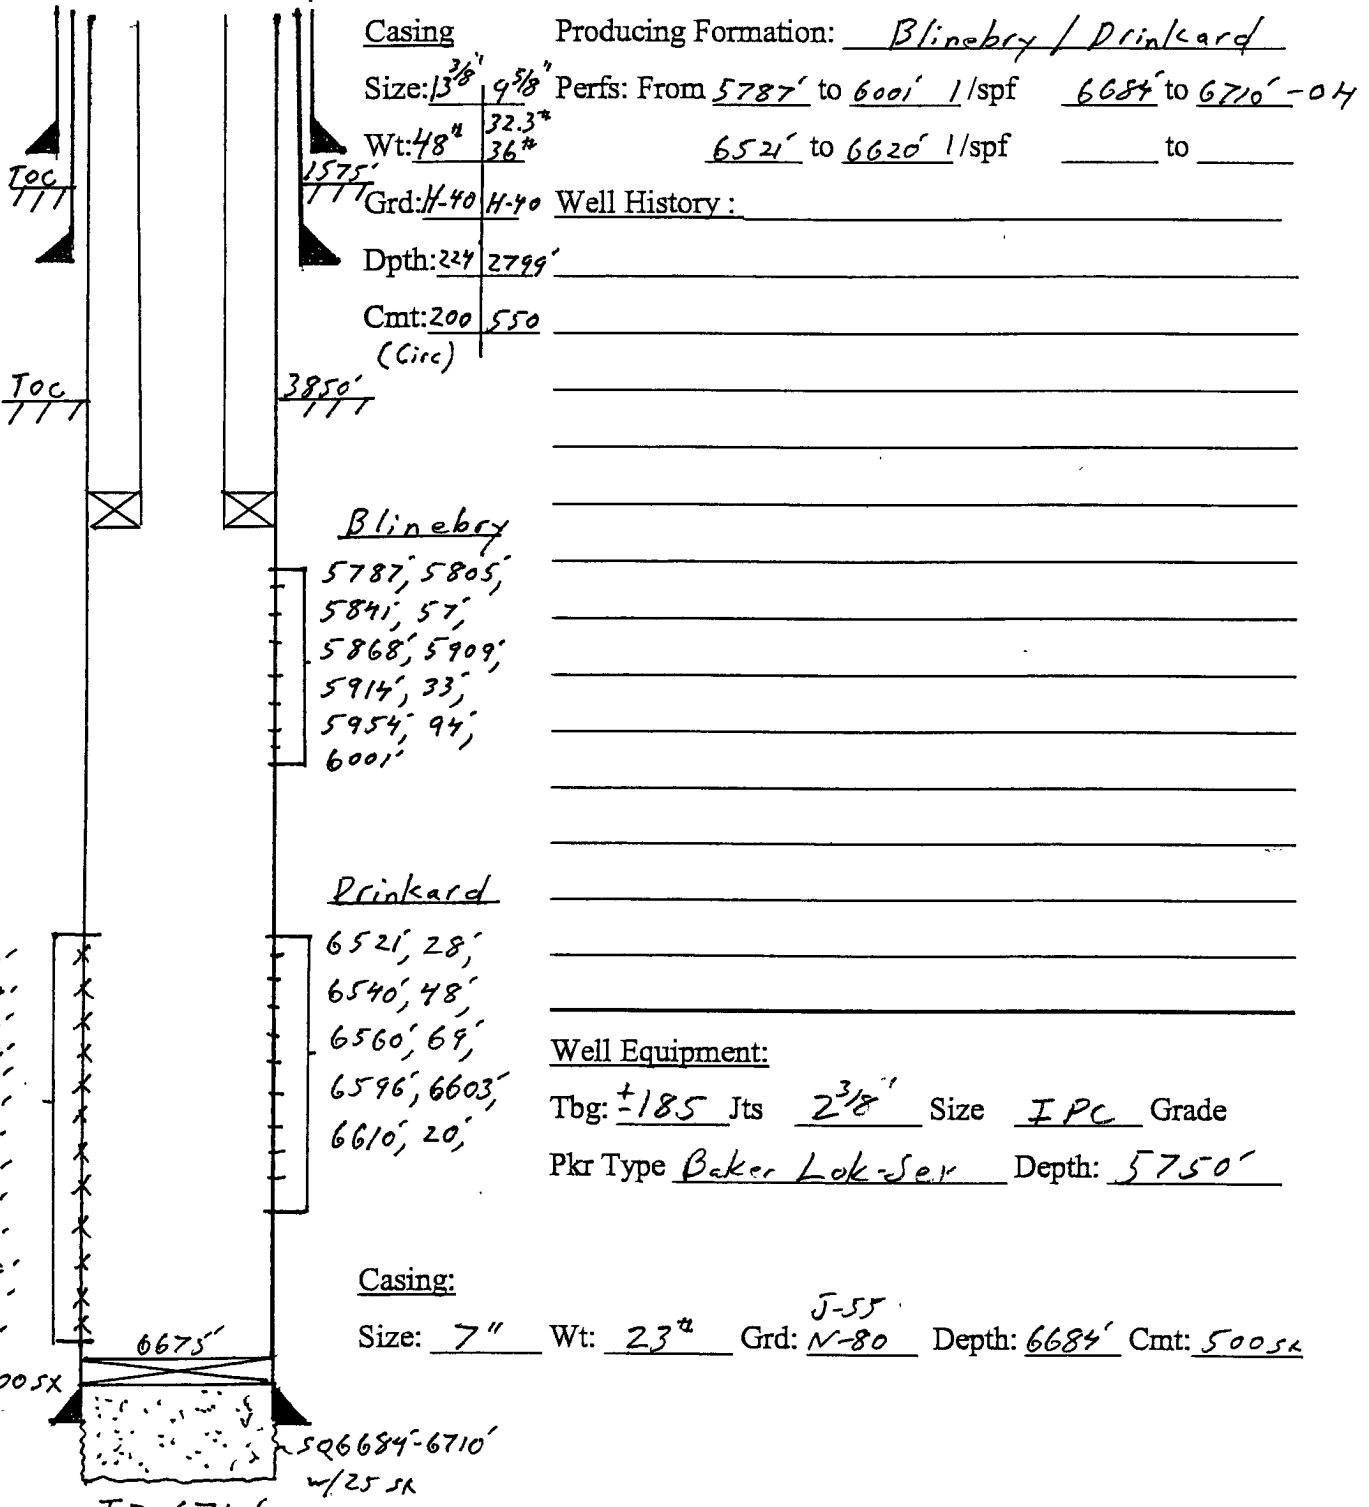 Casing Producing Formation: Blinebry / Drinkard
Size: 13 3/8" 9 5/8" Perfs: From 5787' to 6001' 1/spf 6684' to 6710' - OH
Wt: 48# 32.3# 36# 6521' to 6620' 1/spf to
TOC 1575'
Grd: H-40 H-40 Well History:
Dpth: 224 2799'
Cmt: 200 550
(Circ)
TOC 3850'
Blinebry
5787', 5805',
5841', 57',
5868', 5909',
5914', 33',
5954', 94',
6001'
Drinkard
6521', 28',
6540', 48',
6560', 69',
6596', 6603',
6610', 20',
Well Equipment:
Tbg: ±185 Jts 2 3/8" Size IPC Grade
Pkr Type Baker Lok-Set Depth: 5750'
Casing:
J-55
Size: 7" Wt: 23# Grd: N-80 Depth: 6684' Cmt: 500sx
6675'
00 sx
SQ 6684'-6710'
w/25 sx